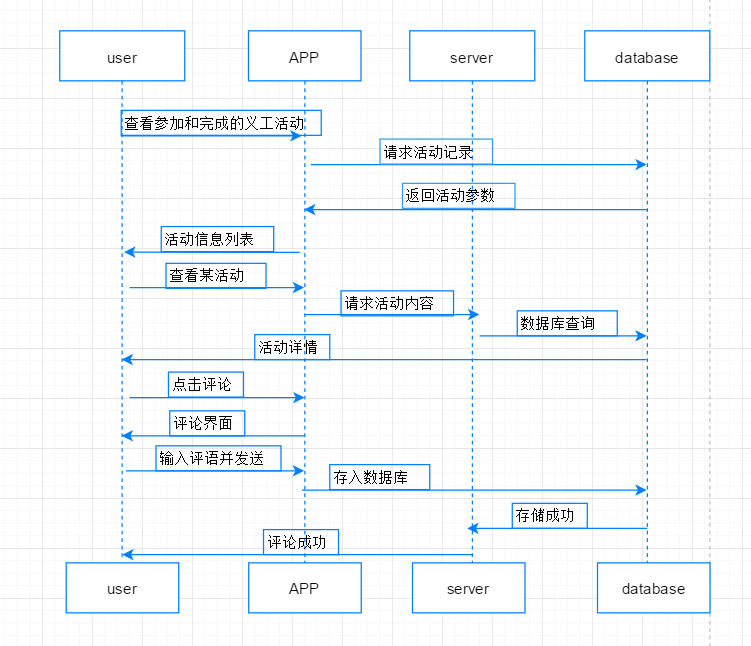 user
APP
server
database
查看参加和完成的义工活动
请求活动记录
返回活动参数
活动信息列表
查看某活动
请求活动内容
数据库查询
活动详情
点击评论
评论界面
输入评语并发送
存入数据库
存储成功
评论成功
user
APP
server
database